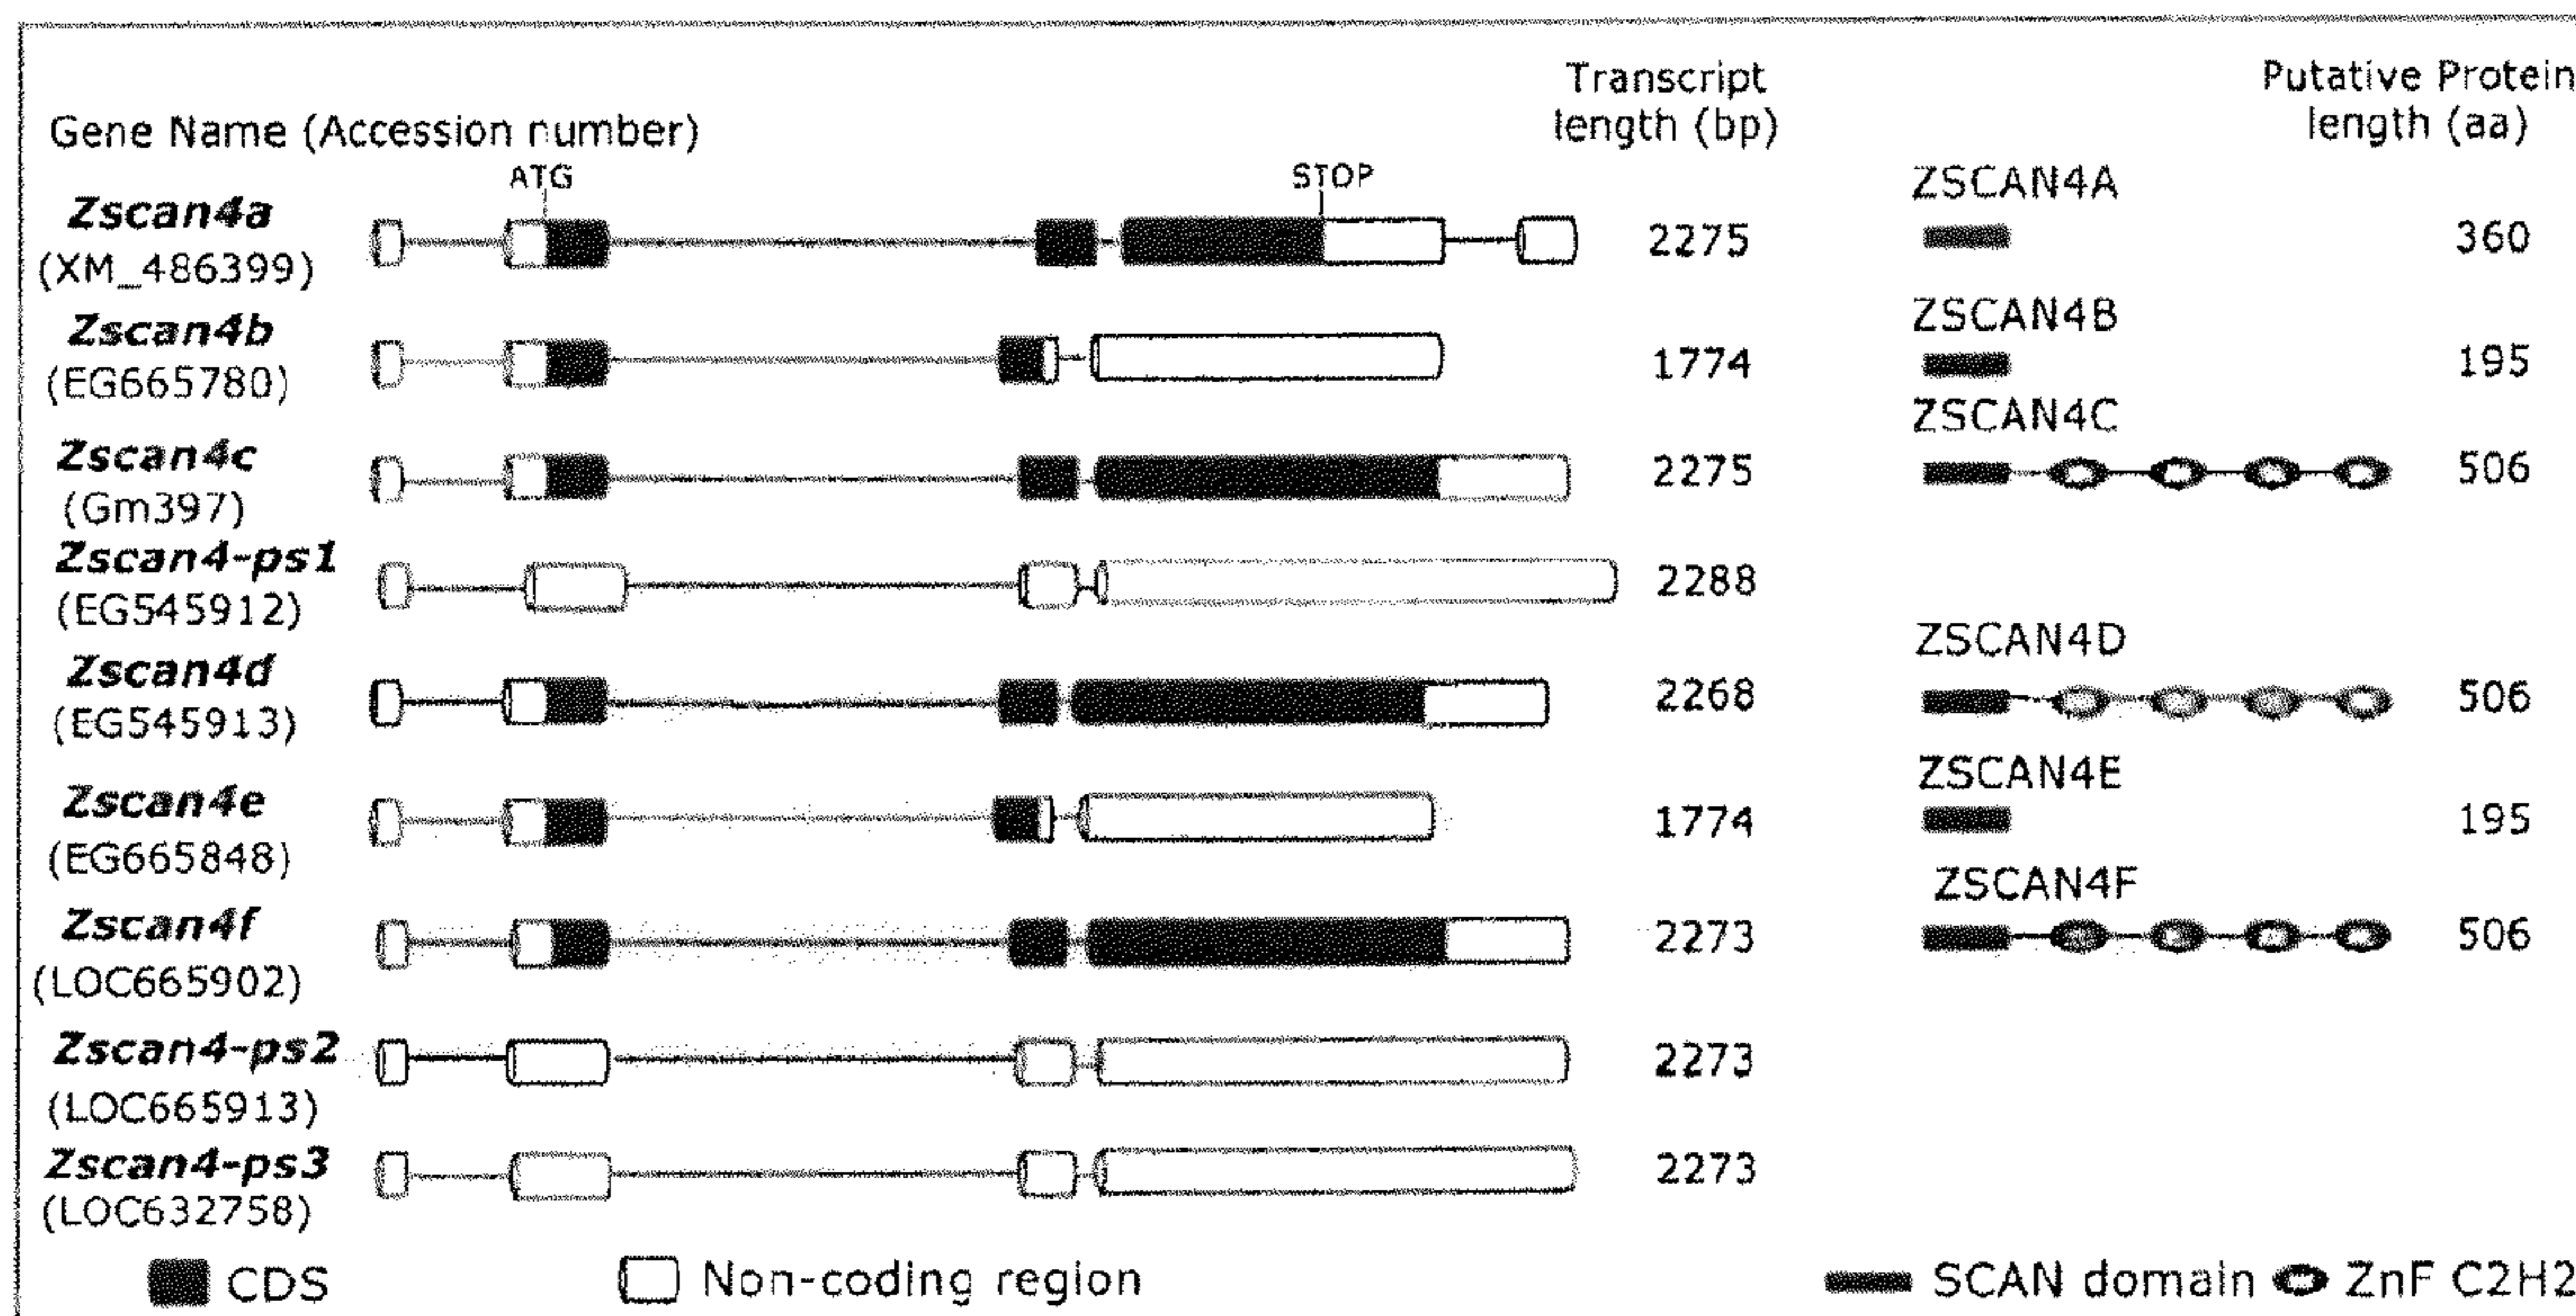 Transcript Putative Protein
Gene Name (Accession number) length (bp) length (aa)
ATG STOP ZSCAN4A
Zscan4a 2275 360
(XM_486399)
ZSCAN4B
Zscan4b 1774 195
(EG665780)
ZSCAN4C
Zscan4c 2275 506
(Gm397)
Zscan4-ps1 2288
(EG545912)
ZSCAN4D
Zscan4d 2268 506
(EG545913)
ZSCAN4E
Zscan4e 1774 195
(EG665848)
ZSCAN4F
Zscan4f 2273 506
(LOC665902)
Zscan4-ps2 2273
(LOC665913)
Zscan4-ps3 2273
(LOC632758)
CDS Non-coding region SCAN domain ZnF C2H2